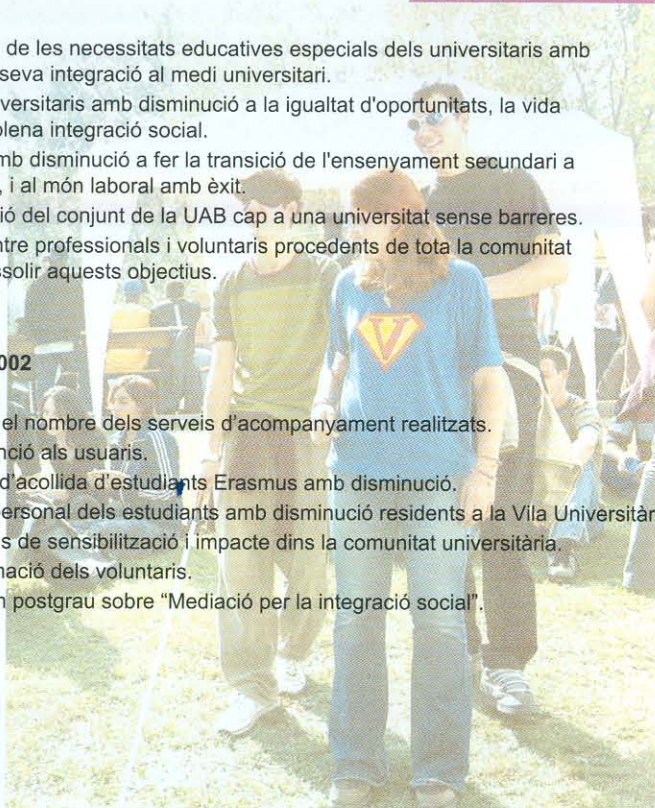 de les necessitats educatives especials dels universitaris amb
seva integració al medi universitari.
versitaris amb disminució a la igualtat d'oportunitats, la vida
plena integració social.
mb disminució a fer la transició de l'ensenyament secundari a
, i al món laboral amb èxit.
ió del conjunt de la UAB cap a una universitat sense barreres.
ntre professionals i voluntaris procedents de tota la comunitat
ssolir aquests objectius.
002
el nombre dels serveis d'acompanyament realitzats.
nció als usuaris.
d'acollida d'estudiants Erasmus amb disminució.
personal dels estudiants amb disminució residents a la Vila Universitàr
s de sensibilització i impacte dins la comunitat universitària.
mació dels voluntaris.
n postgrau sobre “Mediació per la integració social”.
V